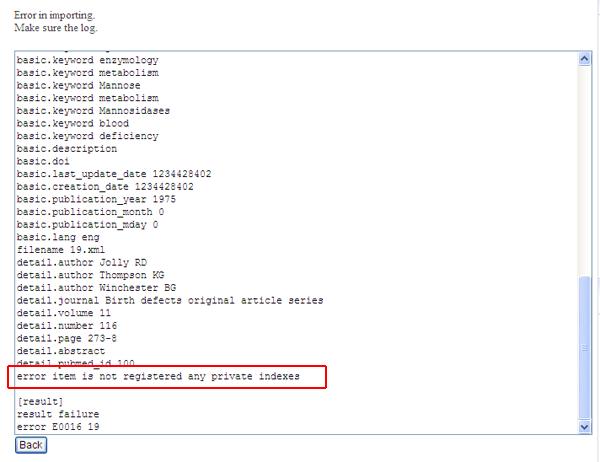 Error in importing.
Make sure the log.
basic.keyword enzymology
basic.keyword metabolism
basic.keyword Mannose
basic.keyword metabolism
basic.keyword Mannosidases
basic.keyword blood
basic.keyword deficiency
basic.description
basic.doi
basic.last_update_date 1234428402
basic.creation_date 1234428402
basic.publication_year 1975
basic.publication_month 0
basic.publication_mday 0
basic.lang eng
filename 19.xml
detail.author Jolly RD
detail.author Thompson KG
detail.author Winchester BG
detail.journal Birth defects original article series
detail.volume 11
detail.number 116
detail.page 273-8
detail.abstract
detail.pubmed_id 100
error item is not registered any private indexes
[result]
result failure
error E0016 19
Back